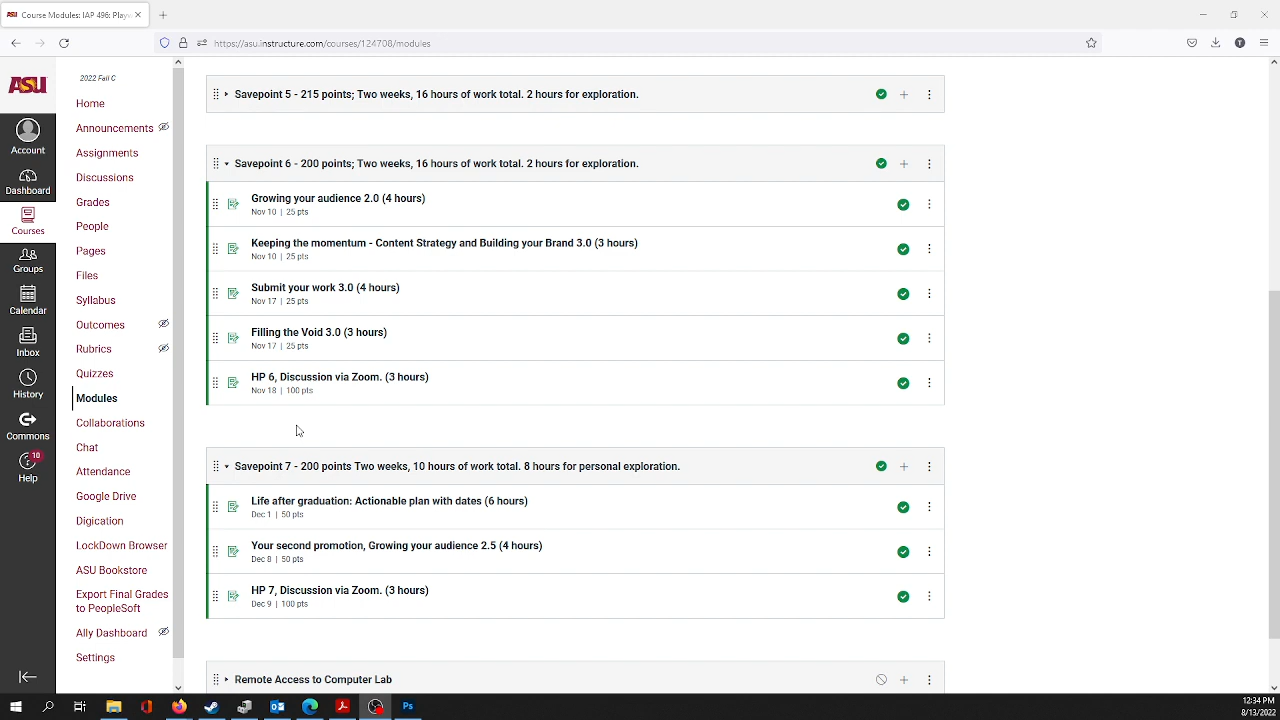 ASU Course Modules: IAP 496: Playw
https://asu.instructure.com/courses/124708/modules
ASU
Account
Dashboard
Courses
Groups
Calendar
Inbox
History
Commons
10
Help
2022 Fall C
Home
Announcements
Assignments
Discussions
Grades
People
Pages
Files
Syllabus
Outcomes
Rubrics
Quizzes
Modules
Collaborations
Chat
Attendance
Google Drive
Digication
LockDown Browser
ASU Bookstore
Export Final Grades
to PeopleSoft
Ally Dashboard
Settings
Savepoint 5 - 215 points; Two weeks, 16 hours of work total. 2 hours for exploration.
Savepoint 6 - 200 points; Two weeks, 16 hours of work total. 2 hours for exploration.
Growing your audience 2.0 (4 hours)
Nov 10 | 25 pts
Keeping the momentum - Content Strategy and Building your Brand 3.0 (3 hours)
Nov 10 | 25 pts
Submit your work 3.0 (4 hours)
Nov 17 | 25 pts
Filling the Void 3.0 (3 hours)
Nov 17 | 25 pts
HP 6, Discussion via Zoom. (3 hours)
Nov 18 | 100 pts
Savepoint 7 - 200 points Two weeks, 10 hours of work total. 8 hours for personal exploration.
Life after graduation: Actionable plan with dates (6 hours)
Dec 1 | 50 pts
Your second promotion, Growing your audience 2.5 (4 hours)
Dec 8 | 50 pts
HP 7, Discussion via Zoom. (3 hours)
Dec 9 | 100 pts
Remote Access to Computer Lab
Ps
12:34 PM
8/13/2022